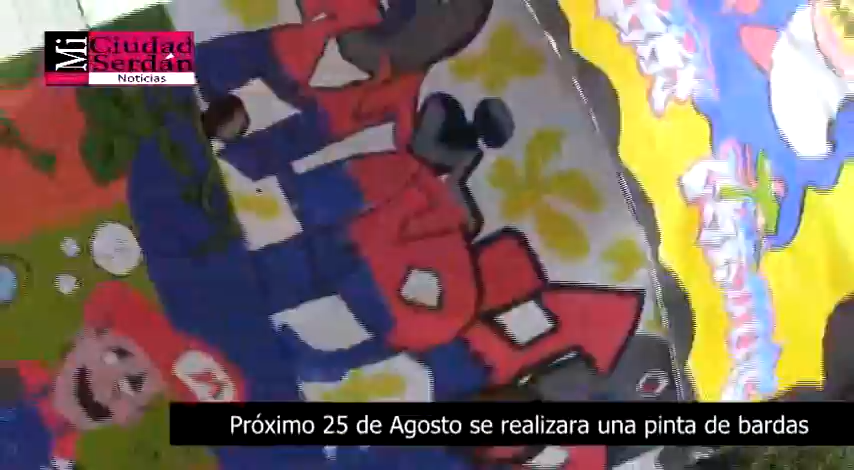 Mi
Ciudad
Serdán
Noticias
Próximo 25 de Agosto se realizara una pinta de bardas